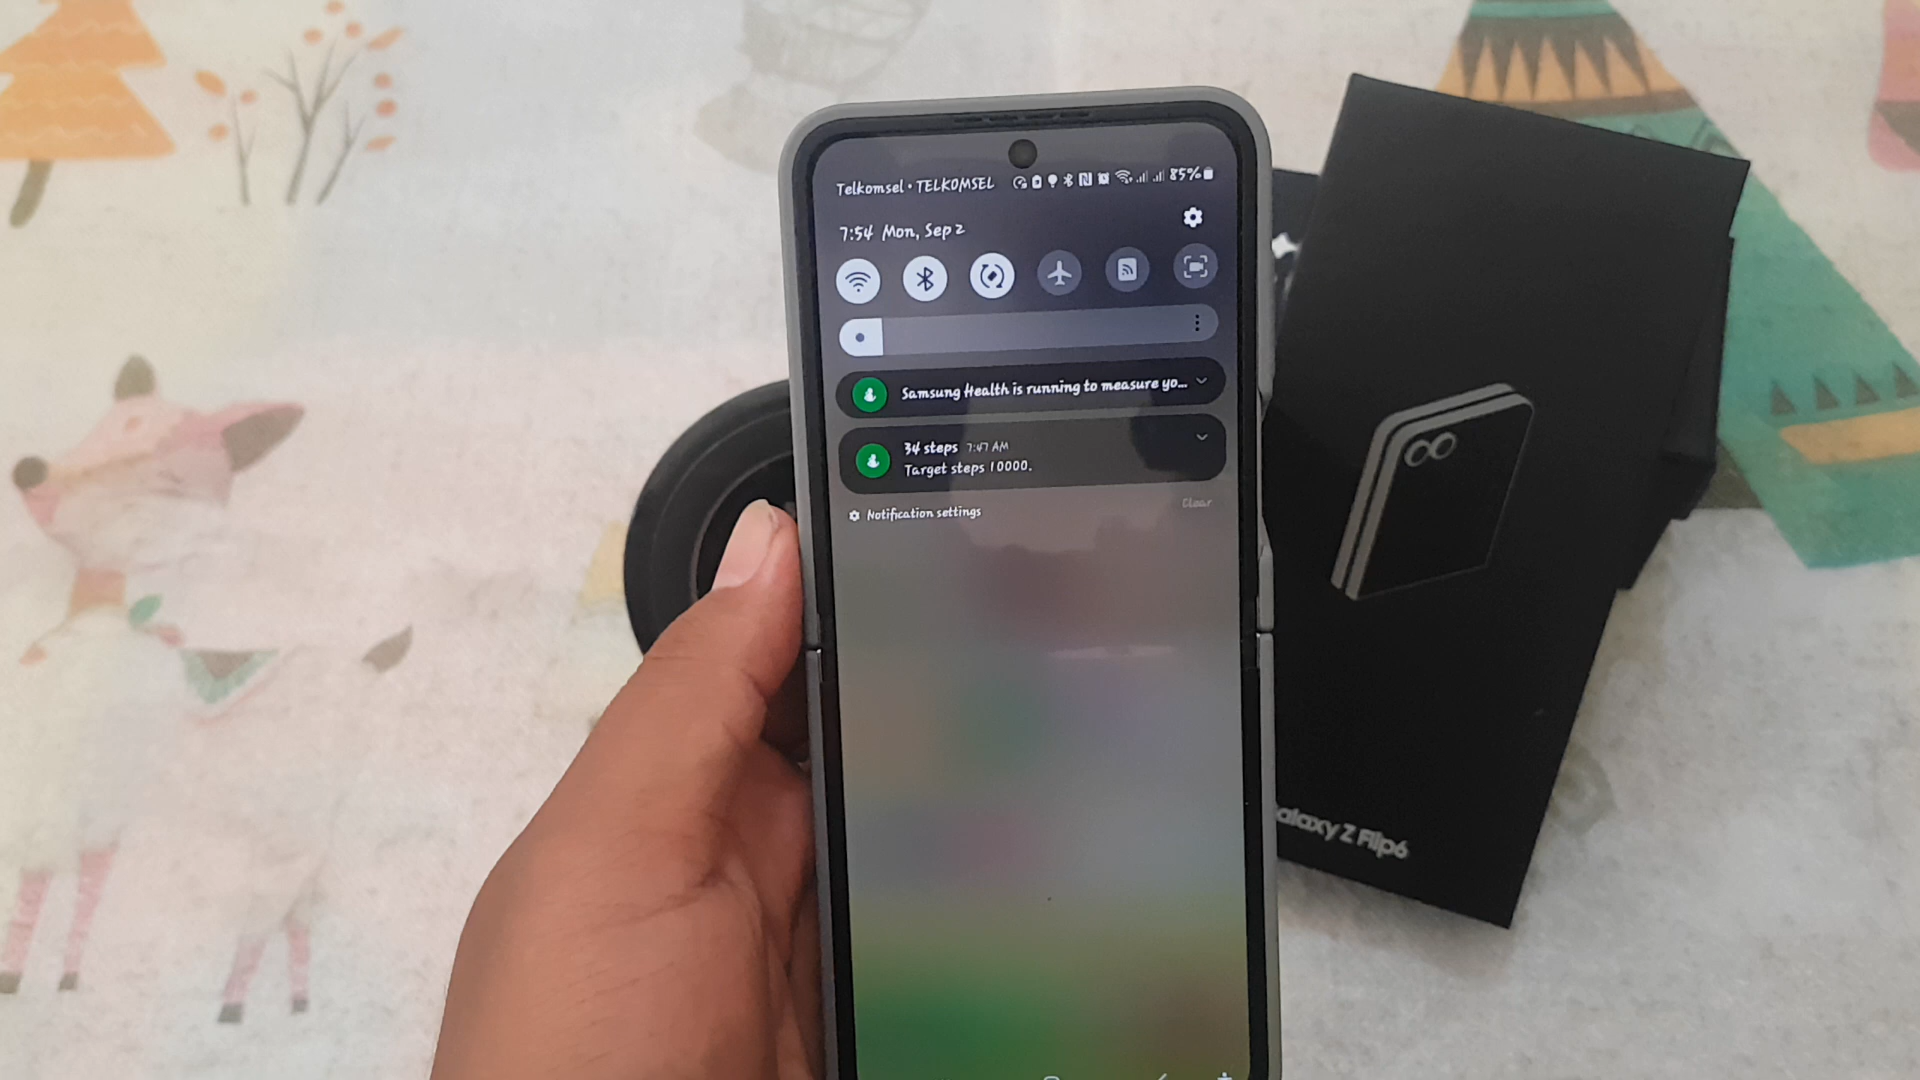 Telkomsel • TELKOMSEL 85%
7:54 Mon, Sep 2
Samsung Health is running to measure yo...
34 steps 7:47 AM
Target steps 10000.
Clear
Notification settings
alaxy Z Flip6